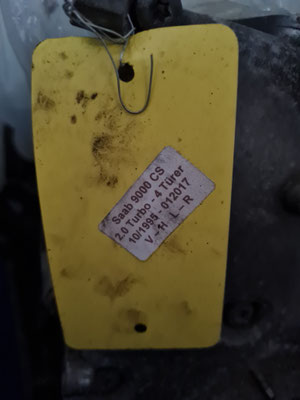 Saab 9000 CS
2.0 Turbo - 4 Türer
10/1995 - 012017
V - H L - R